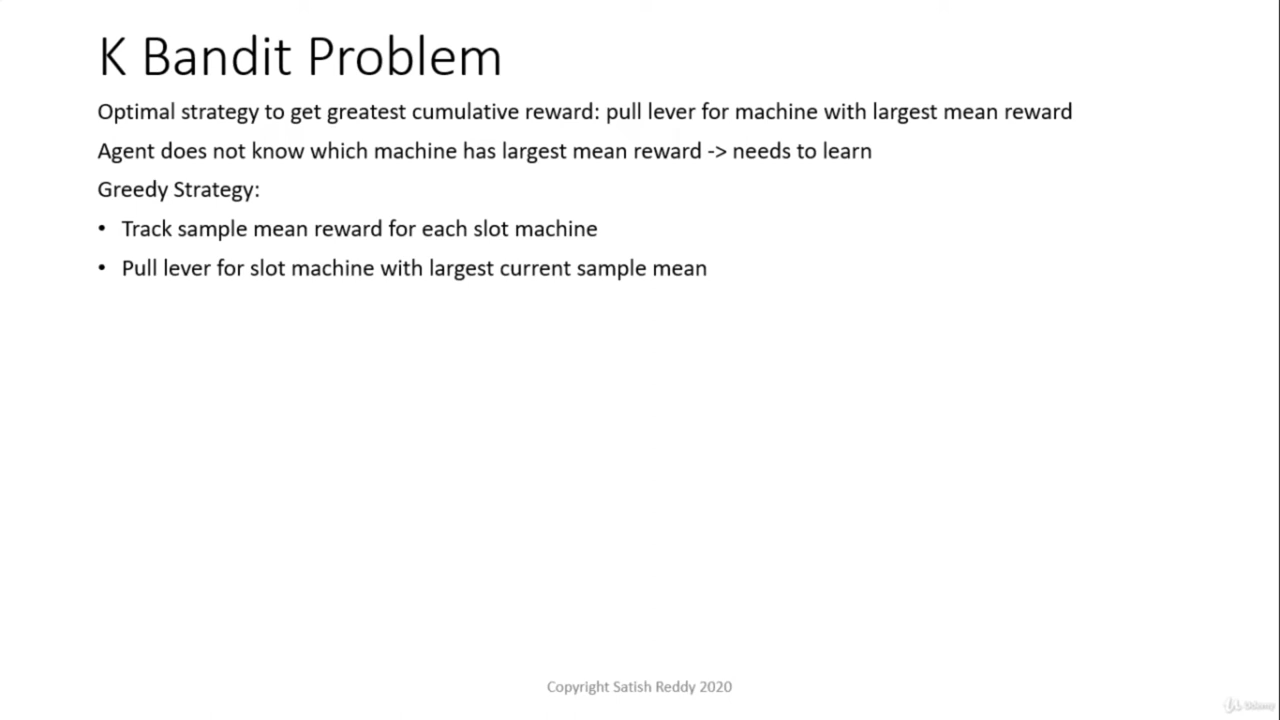 K Bandit Problem
Optimal strategy to get greatest cumulative reward: pull lever for machine with largest mean reward
Agent does not know which machine has largest mean reward -> needs to learn
Greedy Strategy:
• Track sample mean reward for each slot machine
• Pull lever for slot machine with largest current sample mean
Copyright Satish Reddy 2020
Udemy